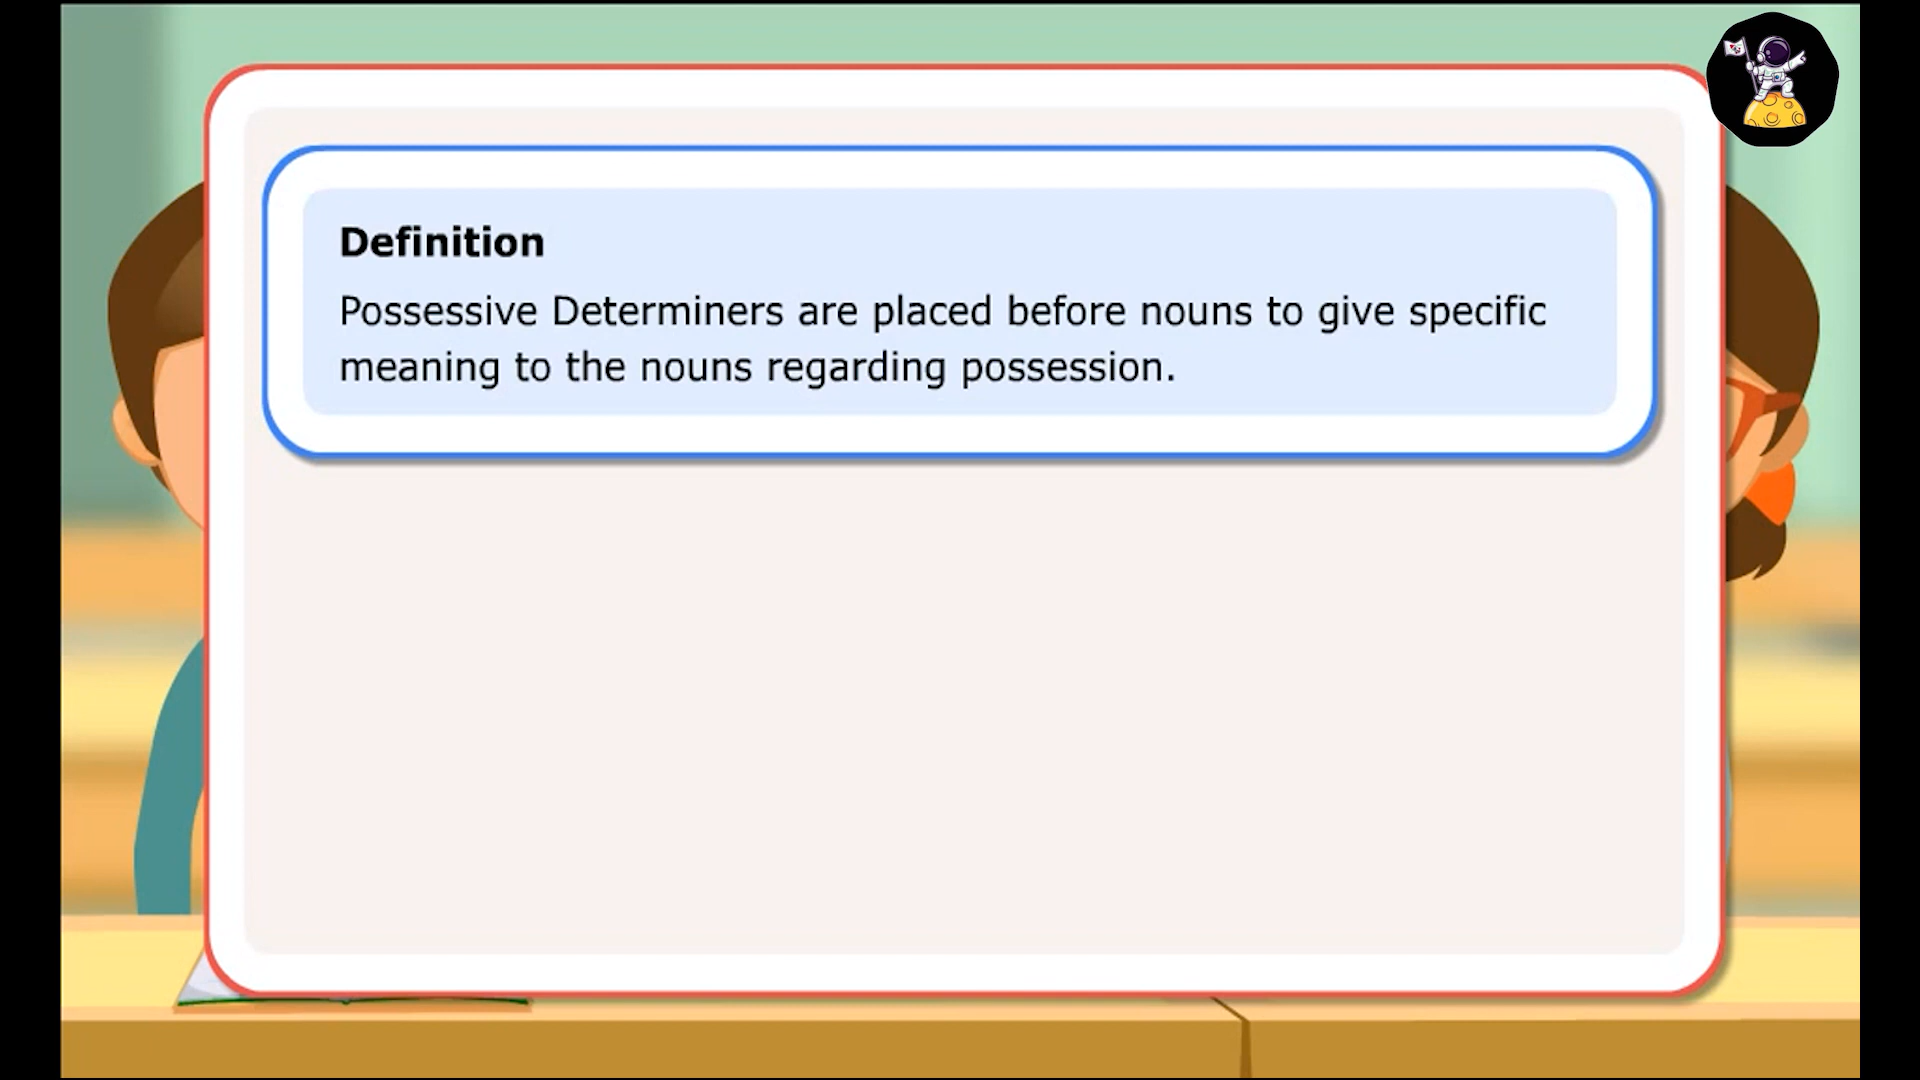 Definition
Possessive Determiners are placed before nouns to give specific
meaning to the nouns regarding possession.